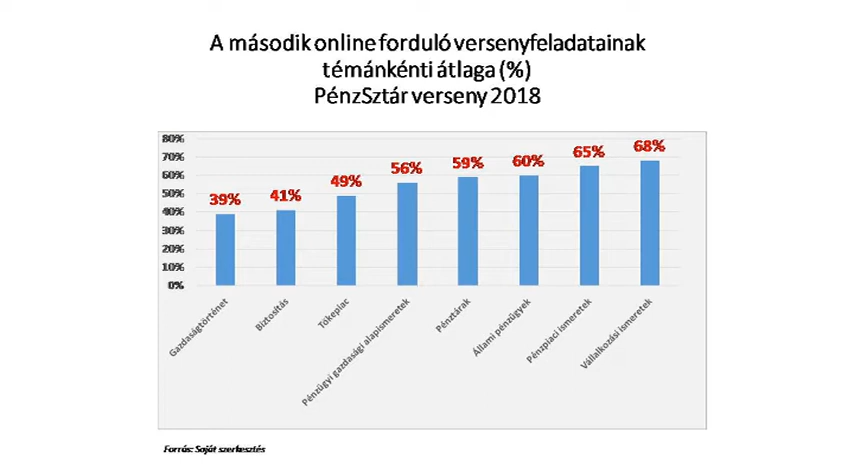 A második online forduló versenyfeladatainak
témánkénti átlaga (%)
PénzSztár verseny 2018
80%
70%
60%
50%
40%
30%
20%
10%
0%
39%
41%
49%
56%
59%
60%
65%
68%
Gazdaságtörténet
Biztosítás
Tőkepiac
Pénzügyi gazdasági alapismeretek
Pénztárak
Állami pénzügyek
Pénzpiaci ismeretek
Vállalkozási ismeretek
Forrás: Saját szerkesztés